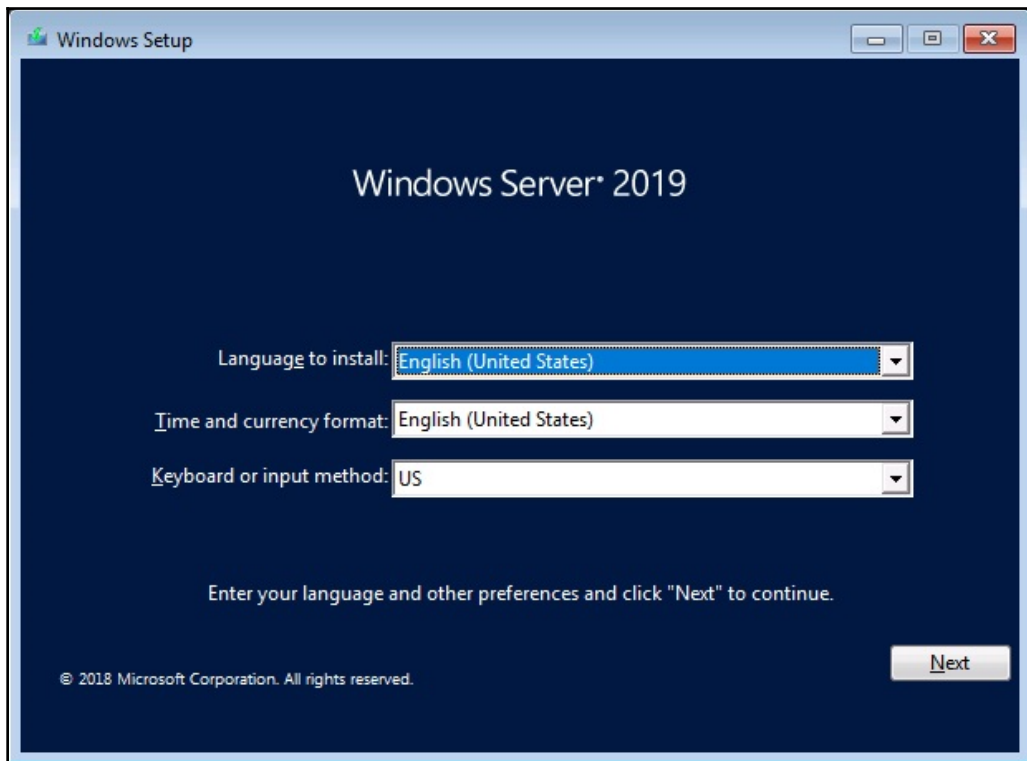 Windows Setup
Windows Server® 2019
Language to install: English (United States)
Time and currency format: English (United States)
Keyboard or input method: US
Enter your language and other preferences and click "Next" to continue.
Next
© 2018 Microsoft Corporation. All rights reserved.